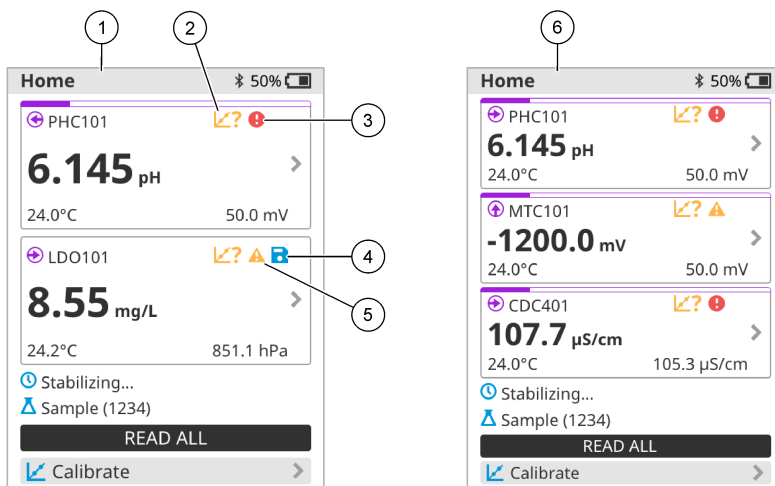 1
2
6
Home 50%
PHC101 ?
3
6.145 pH
24.0°C 50.0 mV
LDO101 ?
4
8.55 mg/L
5
24.2°C 851.1 hPa
Stabilizing...
Sample (1234)
READ ALL
Calibrate
Home 50%
PHC101 ?
6.145 pH
24.0°C 50.0 mV
MTC101 ?
-1200.0 mV
24.0°C 50.0 mV
CDC401 ?
107.7 µS/cm
24.0°C 105.3 µS/cm
Stabilizing...
Sample (1234)
READ ALL
Calibrate